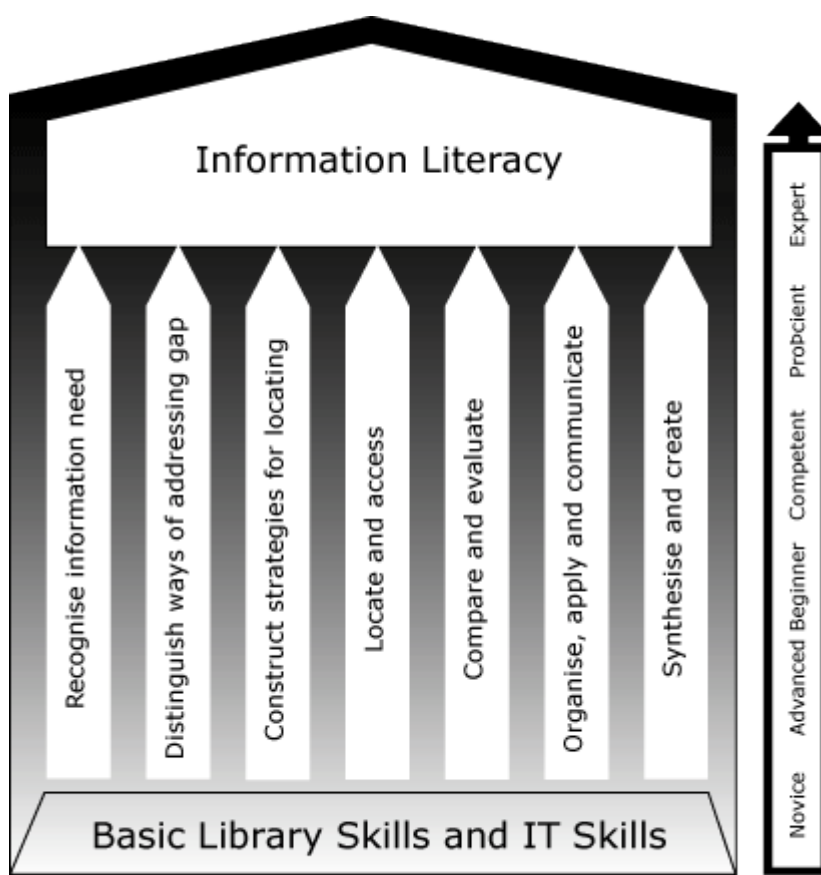 Information Literacy
Recognise information need
Distinguish ways of addressing gap
Construct strategies for locating
Locate and access
Compare and evaluate
Organise, apply and communicate
Synthesise and create
Basic Library Skills and IT Skills
Novice
Advanced Beginner
Competent
ProÞcient
Expert